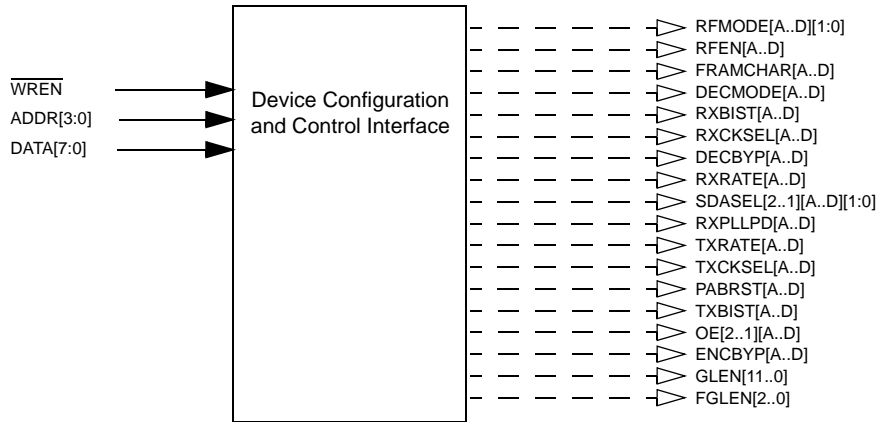 WREN
ADDR[3:0]
DATA[7:0]
Device Configuration
and Control Interface
RFMODE[A..D][1:0]
RFEN[A..D]
FRAMCHAR[A..D]
DECMODE[A..D]
RXBIST[A..D]
RXCKSEL[A..D]
DECBYP[A..D]
RXRATE[A..D]
SDASEL[2..1][A..D][1:0]
RXPLLPD[A..D]
TXRATE[A..D]
TXCKSEL[A..D]
PABRST[A..D]
TXBIST[A..D]
OE[2..1][A..D]
ENCBYP[A..D]
GLEN[11..0]
FGLEN[2..0]